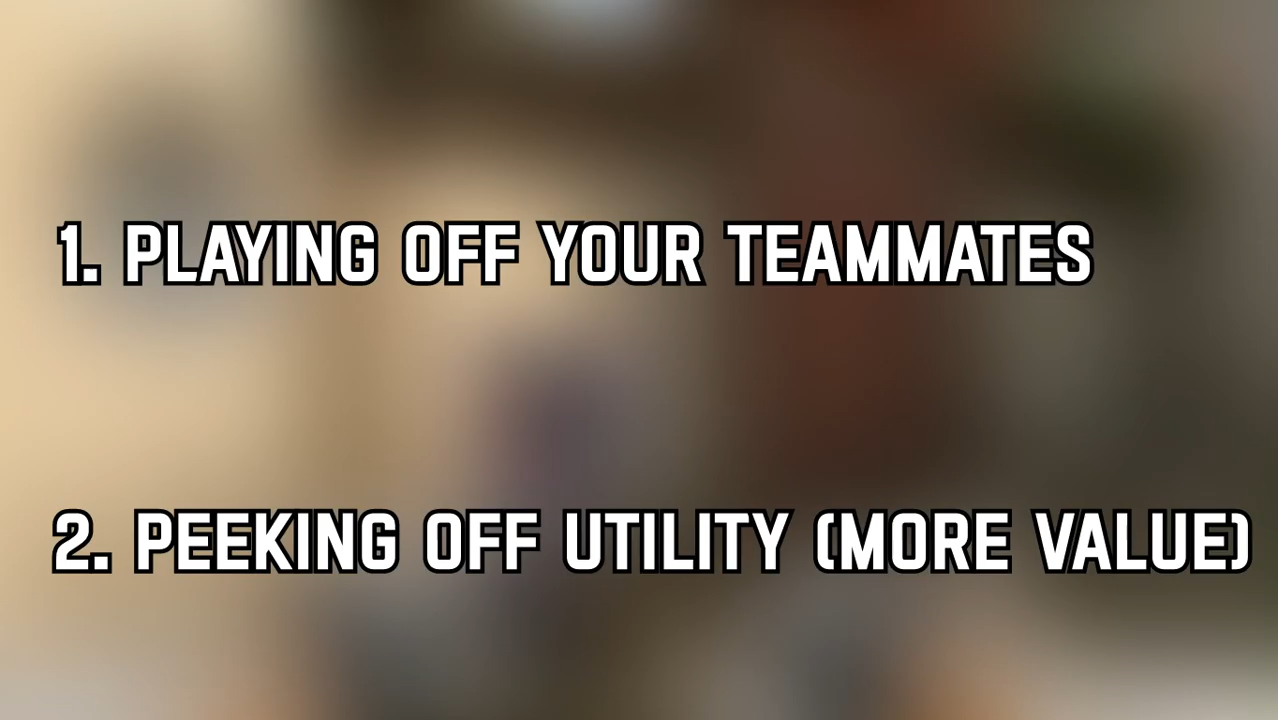 1. PLAYING OFF YOUR TEAMMATES
2. PEEKING OFF UTILITY (MORE VALUE)